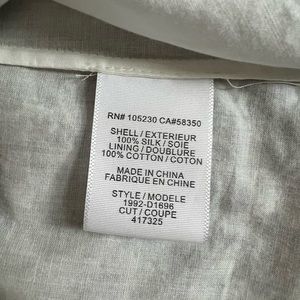 RN# 105230 CA#58350
SHELL / EXTERIEUR
100% SILK / SOIE
LINING / DOUBLURE
100% COTTON / COTON
MADE IN CHINA
FABRIQUE EN CHINE
STYLE / MODELE
1992-D1696
CUT / COUPE
417325